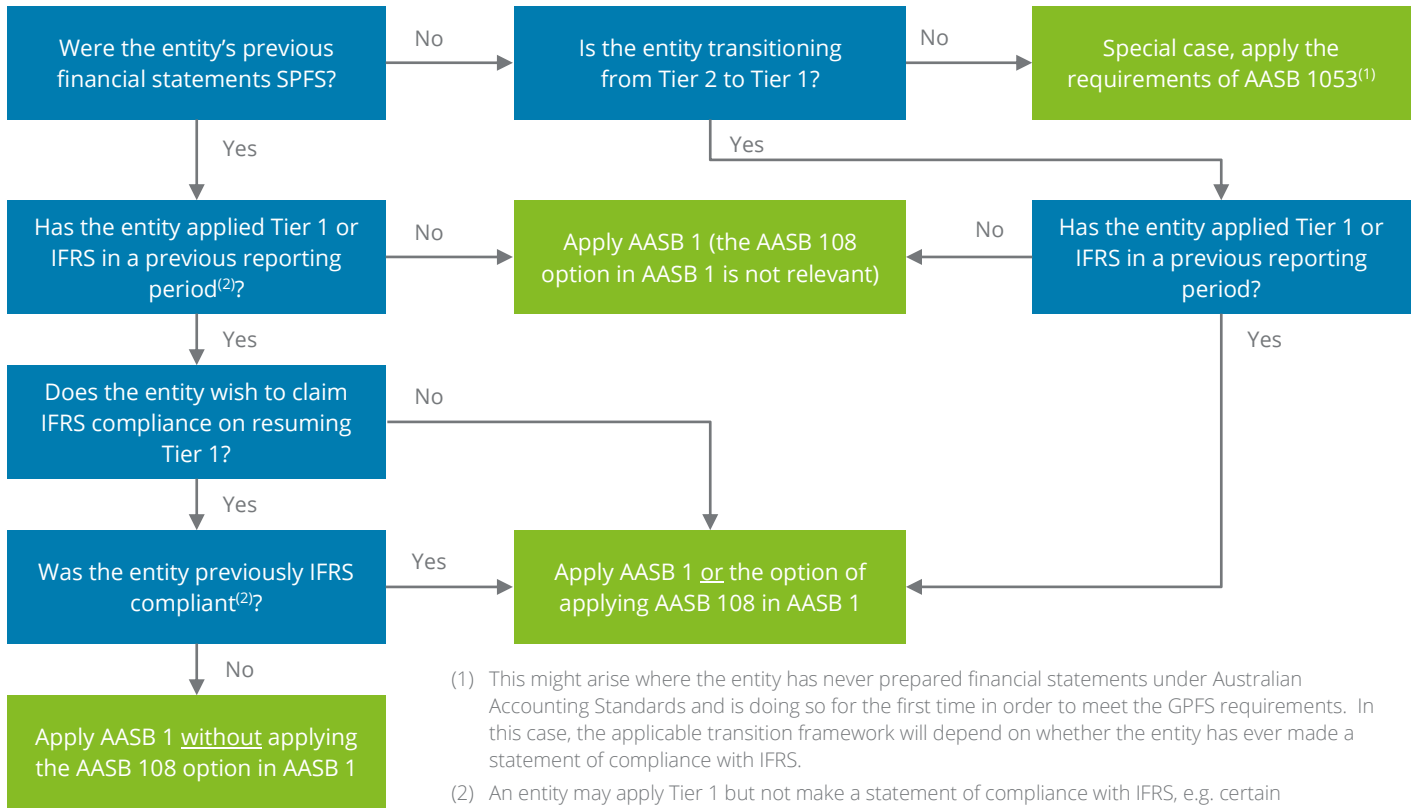 Were the entity's previous
financial statements SPFS?
No
Is the entity transitioning
from Tier 2 to Tier 1?
No
Special case, apply the
requirements of AASB 1053(1)
Yes
Yes
Has the entity applied Tier 1 or
IFRS in a previous reporting
period(2)?
No
Apply AASB 1 (the AASB 108
option in AASB 1 is not relevant)
No
Has the entity applied Tier 1 or
IFRS in a previous reporting
period?
Yes
Yes
Does the entity wish to claim
IFRS compliance on resuming
Tier 1?
No
Yes
Was the entity previously IFRS
compliant(2)?
Yes
Apply AASB 1 or the option of
applying AASB 108 in AASB 1
No
Apply AASB 1 without applying
the AASB 108 option in AASB 1
(1) This might arise where the entity has never prepared financial statements under Australian
Accounting Standards and is doing so for the first time in order to meet the GPFS requirements. In
this case, the applicable transition framework will depend on whether the entity has ever made a
statement of compliance with IFRS.
(2) An entity may apply Tier 1 but not make a statement of compliance with IFRS, e.g. certain